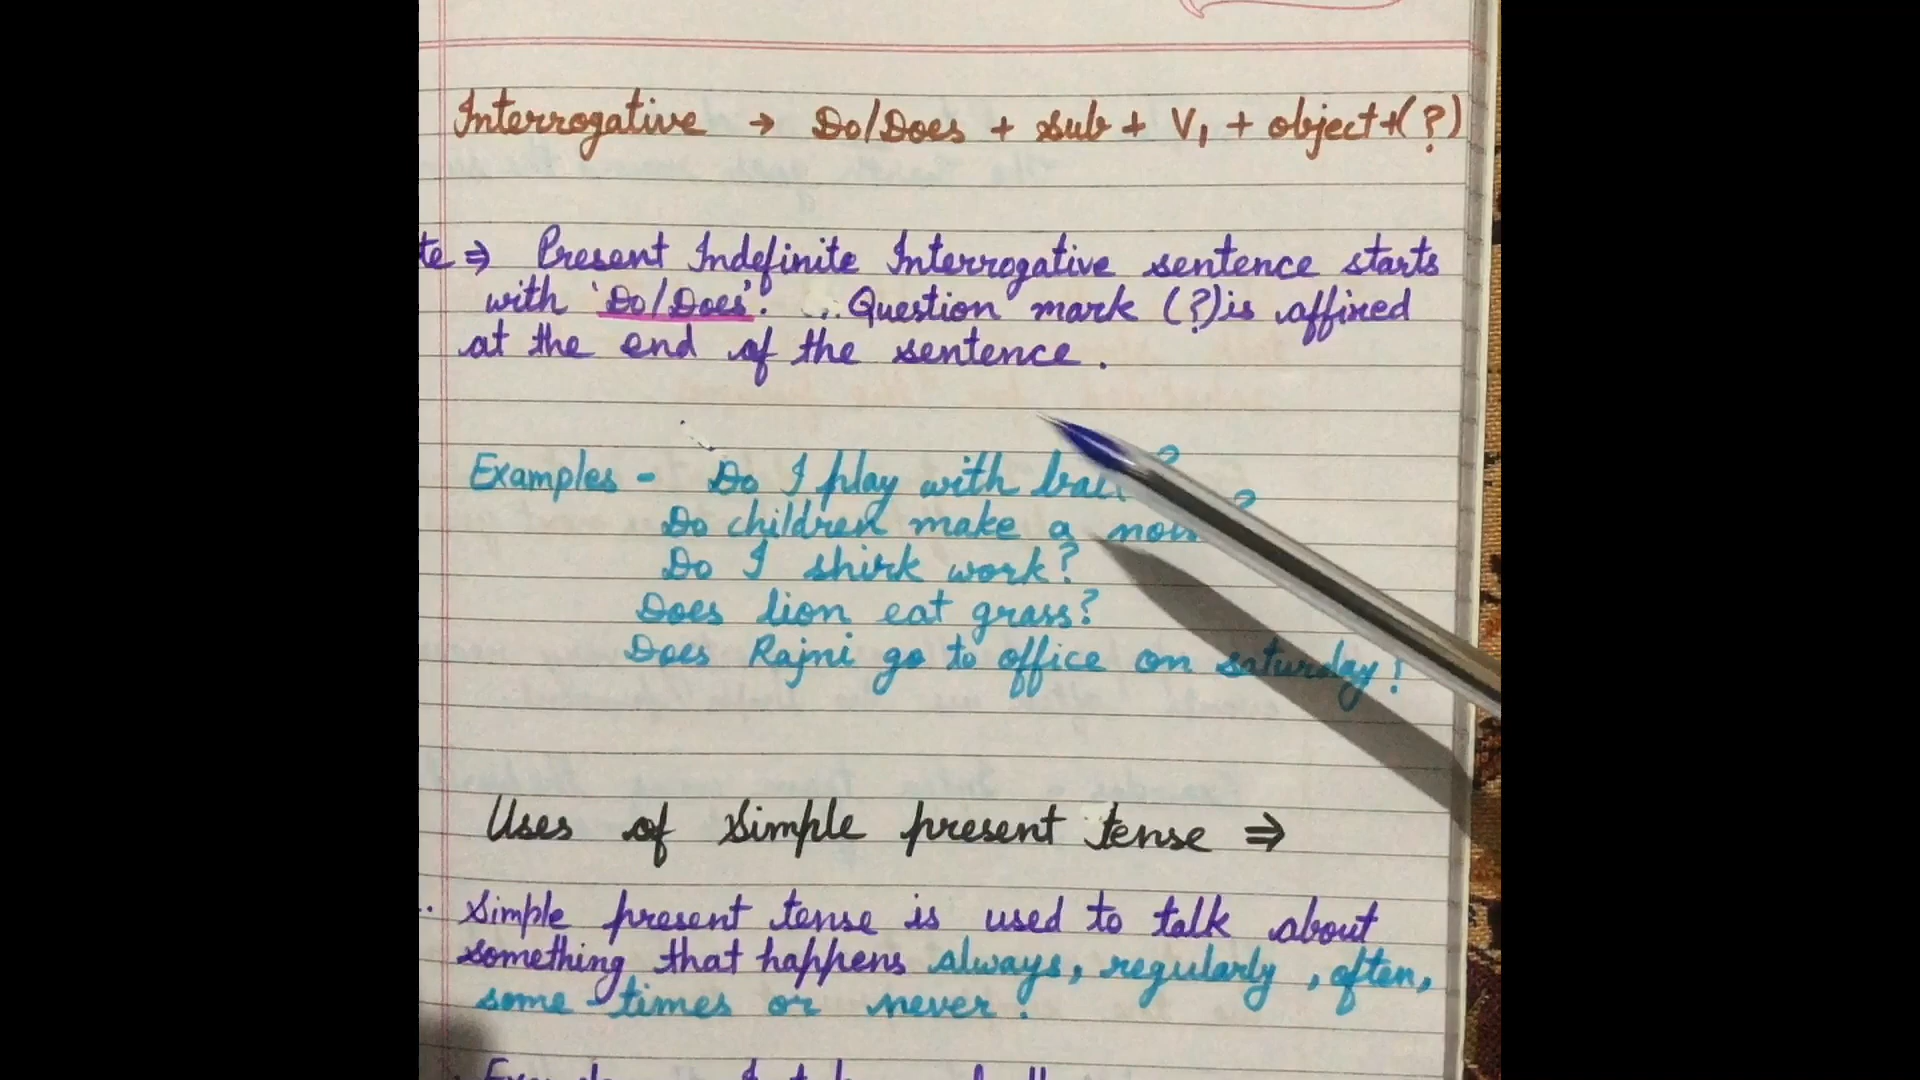 Interrogative → Do/Does + Sub + V1 + object+(?)
te ⇒ Present Indefinite Interrogative sentence starts
with 'Do/Does'. Question mark (?) is affixed
at the end of the sentence.
Examples - Do I play with ?
Do children make a ?
Do I shirk work?
Does lion eat grass?
Does Rajni go to office on saturday?
Uses of Simple present tense ⇒
Simple present tense is used to talk about
something that happens always, regularly, often,
some-times or never.